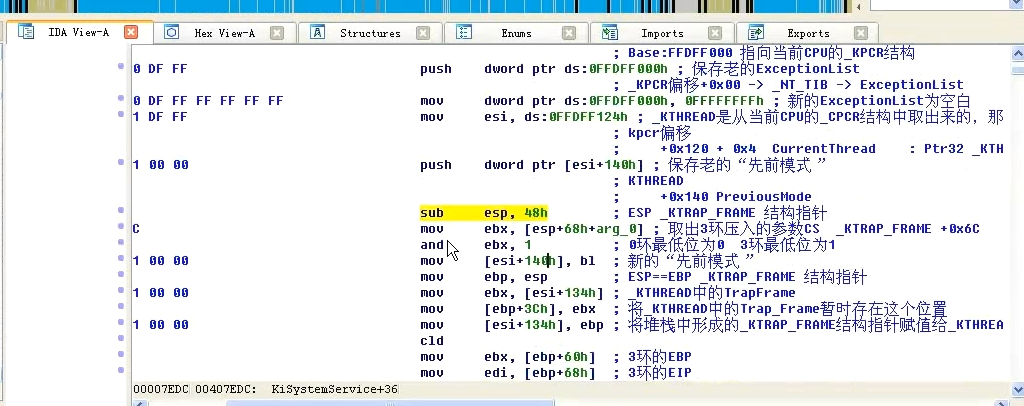 IDA View-A Hex View-A Structures Enums Imports Exports
; Base:FFDFF000 指向当前CPU的_KPCR结构
0 DF FF push dword ptr ds:0FFDFF000h ; 保存老的ExceptionList
; _KPCR偏移+0x00 -> _NT_TIB -> ExceptionList
0 DF FF FF FF FF FF mov dword ptr ds:0FFDFF000h, 0FFFFFFFFh ; 新的ExceptionList为空白
1 DF FF mov esi, ds:0FFDFF124h ; _KTHREAD是从当前CPU的_CPCR结构中取出来的，那
; kpcr偏移
; +0x120 + 0x4 CurrentThread : Ptr32 _KTH
1 00 00 push dword ptr [esi+140h] ; 保存老的“先前模式”
; KTHREAD
; +0x140 PreviousMode
sub esp, 48h ; ESP _KTRAP_FRAME 结构指针
C mov ebx, [esp+68h+arg_0] ; 取出3环压入的参数CS _KTRAP_FRAME +0x6C
and ebx, 1 ; 0环最低位为0 3环最低位为1
1 00 00 mov [esi+140h], bl ; 新的“先前模式”
mov ebp, esp ; ESP==EBP _KTRAP_FRAME 结构指针
1 00 00 mov ebx, [esi+134h] ; _KTHREAD中的TrapFrame
mov [ebp+3Ch], ebx ; 将_KTHREAD中的Trap_Frame暂时存在这个位置
1 00 00 mov [esi+134h], ebp ; 将堆栈中形成的_KTRAP_FRAME结构指针赋值给_KTHREA
cld
mov ebx, [ebp+60h] ; 3环的EBP
mov edi, [ebp+68h] ; 3环的EIP
00007EDC 00407EDC: KiSystemService+36